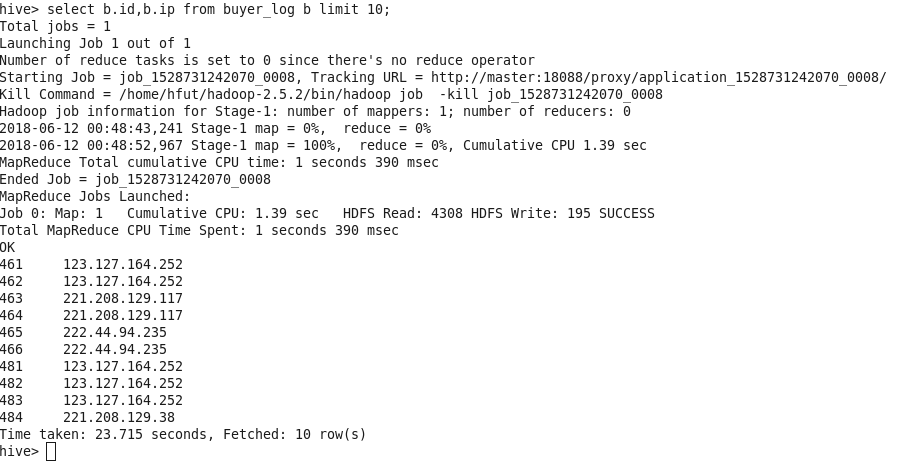 hive> select b.id,b.ip from buyer_log b limit 10;
Total jobs = 1
Launching Job 1 out of 1
Number of reduce tasks is set to 0 since there's no reduce operator
Starting Job = job_1528731242070_0008, Tracking URL = http://master:18088/proxy/application_1528731242070_0008/
Kill Command = /home/hfut/hadoop-2.5.2/bin/hadoop job  -kill job_1528731242070_0008
Hadoop job information for Stage-1: number of mappers: 1; number of reducers: 0
2018-06-12 00:48:43,241 Stage-1 map = 0%,  reduce = 0%
2018-06-12 00:48:52,967 Stage-1 map = 100%,  reduce = 0%, Cumulative CPU 1.39 sec
MapReduce Total cumulative CPU time: 1 seconds 390 msec
Ended Job = job_1528731242070_0008
MapReduce Jobs Launched:
Job 0: Map: 1   Cumulative CPU: 1.39 sec   HDFS Read: 4308 HDFS Write: 195 SUCCESS
Total MapReduce CPU Time Spent: 1 seconds 390 msec
OK
461     123.127.164.252
462     123.127.164.252
463     221.208.129.117
464     221.208.129.117
465     222.44.94.235
466     222.44.94.235
481     123.127.164.252
482     123.127.164.252
483     123.127.164.252
484     221.208.129.38
Time taken: 23.715 seconds, Fetched: 10 row(s)
hive>